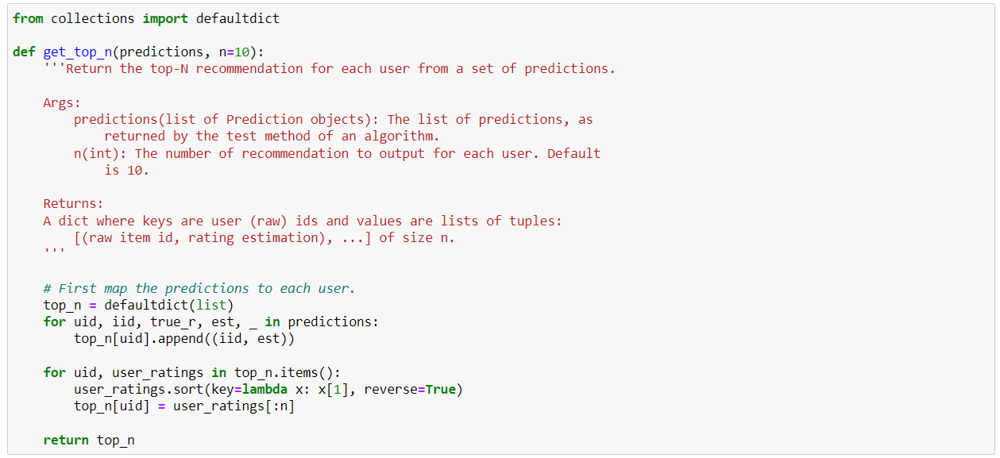 from collections import defaultdict

def get_top_n(predictions, n=10):
    '''Return the top-N recommendation for each user from a set of predictions.

    Args:
        predictions(list of Prediction objects): The list of predictions, as
            returned by the test method of an algorithm.
        n(int): The number of recommendation to output for each user. Default
            is 10.

    Returns:
    A dict where keys are user (raw) ids and values are lists of tuples:
        [(raw item id, rating estimation), ...] of size n.
    '''

    # First map the predictions to each user.
    top_n = defaultdict(list)
    for uid, iid, true_r, est, _ in predictions:
        top_n[uid].append((iid, est))

    for uid, user_ratings in top_n.items():
        user_ratings.sort(key=lambda x: x[1], reverse=True)
        top_n[uid] = user_ratings[:n]

    return top_n